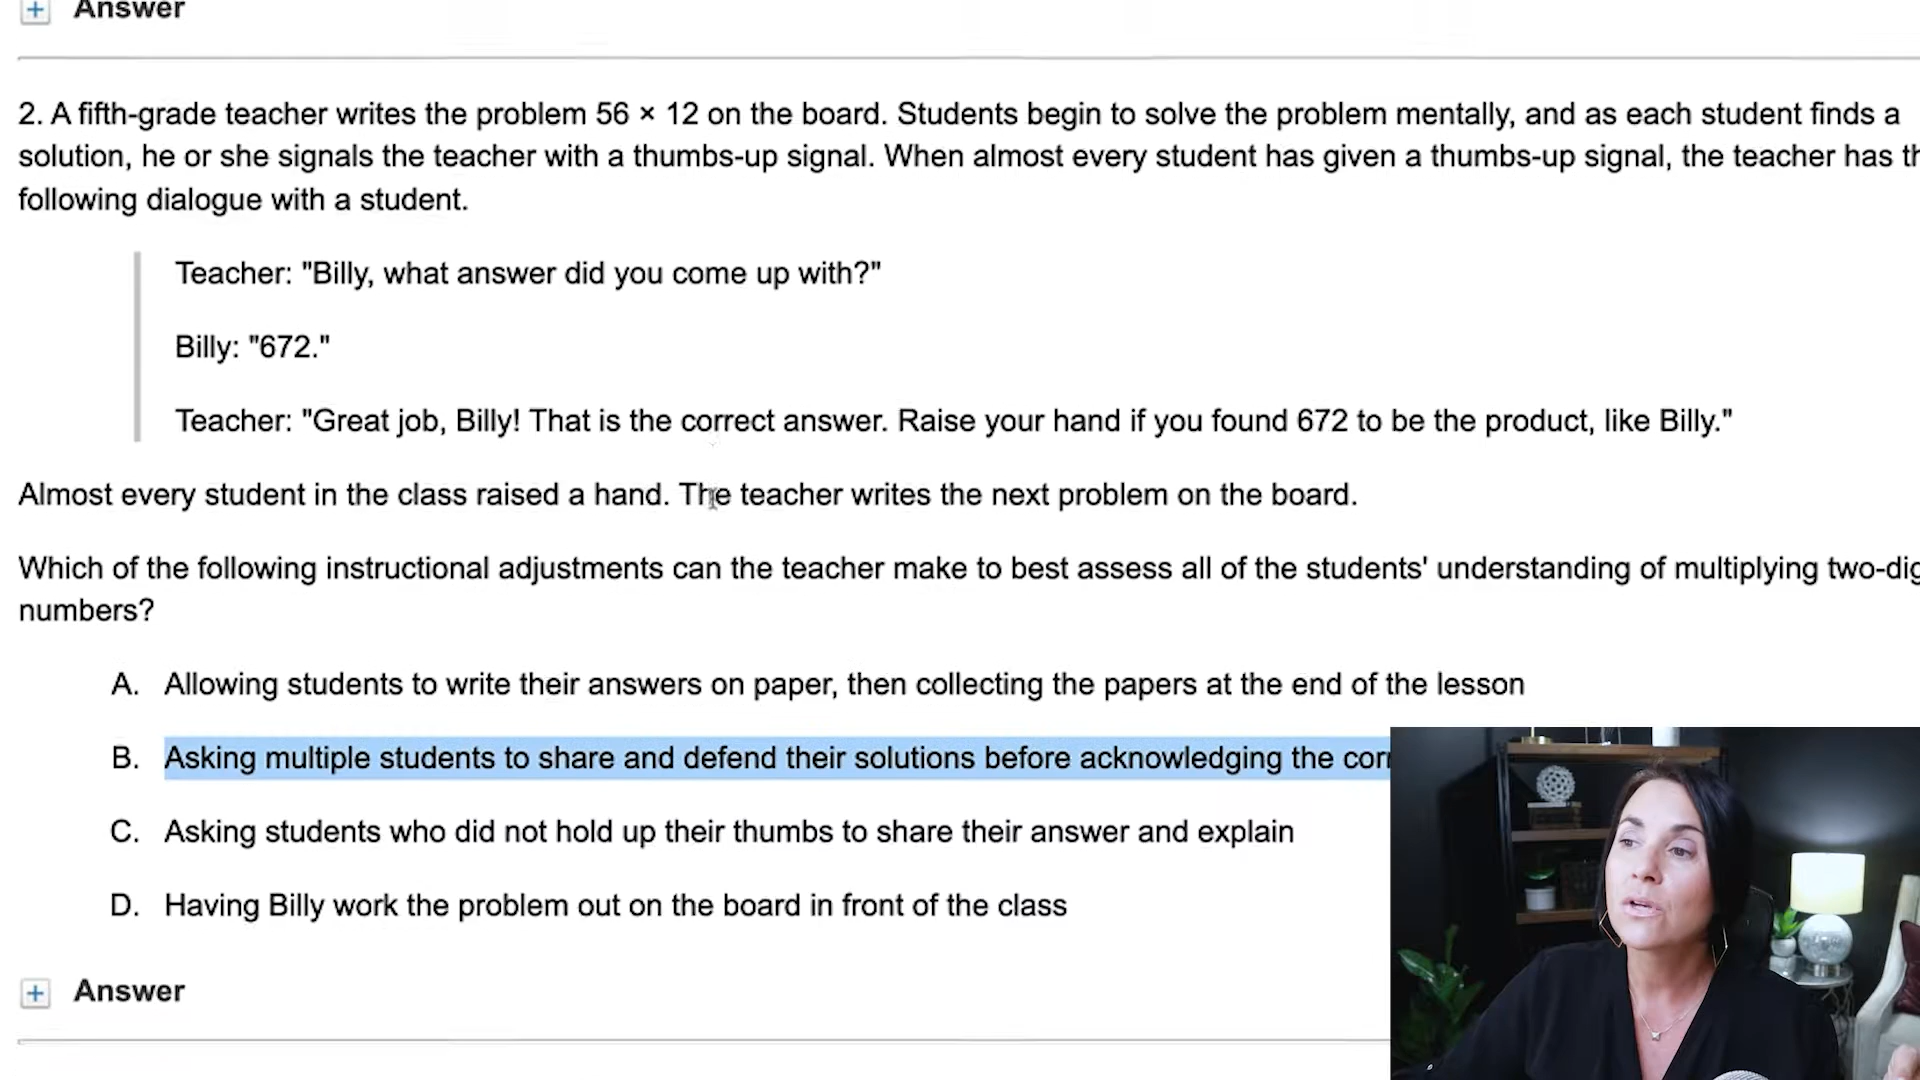 Answer
2. A fifth-grade teacher writes the problem 56 × 12 on the board. Students begin to solve the problem mentally, and as each student finds a
solution, he or she signals the teacher with a thumbs-up signal. When almost every student has given a thumbs-up signal, the teacher has
following dialogue with a student.
Teacher: "Billy, what answer did you come up with?"
Billy: "672."
Teacher: "Great job, Billy! That is the correct answer. Raise your hand if you found 672 to be the product, like Billy."
Almost every student in the class raised a hand. The teacher writes the next problem on the board.
Which of the following instructional adjustments can the teacher make to best assess all of the students' understanding of multiplying
numbers?
A. Allowing students to write their answers on paper, then collecting the papers at the end of the lesson
B. Asking multiple students to share and defend their solutions before acknowledging the
C. Asking students who did not hold up their thumbs to share their answer and explain
D. Having Billy work the problem out on the board in front of the class
Answer